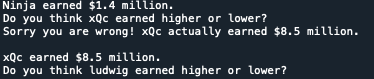 Ninja earned $1.4 million.
Do you think xQc earned higher or lower?
Sorry you are wrong! xQc actually earned $8.5 million.
xQc earned $8.5 million.
Do you think ludwig earned higher or lower?